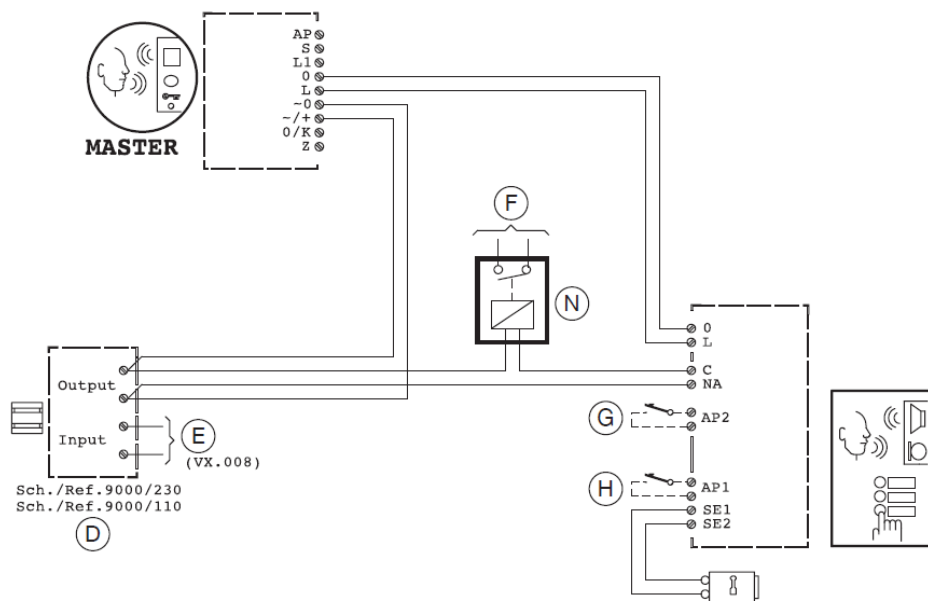 AP
S
L1
0
L
~0
~/+
0/K
Z
MASTER
F
N
0
L
C
NA
G
AP2
H
AP1
SE1
SE2
Output
Input
E
(VX.008)
Sch./Ref.9000/230
Sch./Ref.9000/110
D